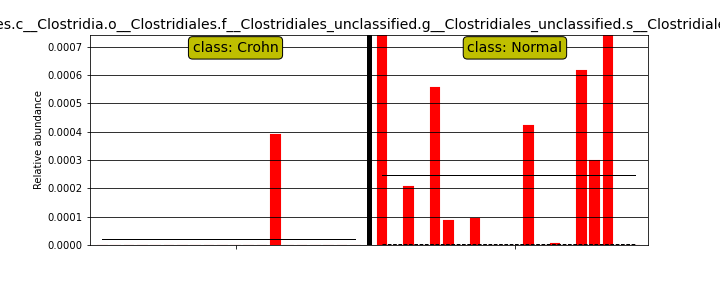 es.c__Clostridia.o__Clostridiales.f__Clostridiales_unclassified.g__Clostridiales_unclassified.s__Clostridiale
class: Crohn
class: Normal
0.0007
0.0006
0.0005
0.0004
0.0003
0.0002
0.0001
0.0000
Relative abundance